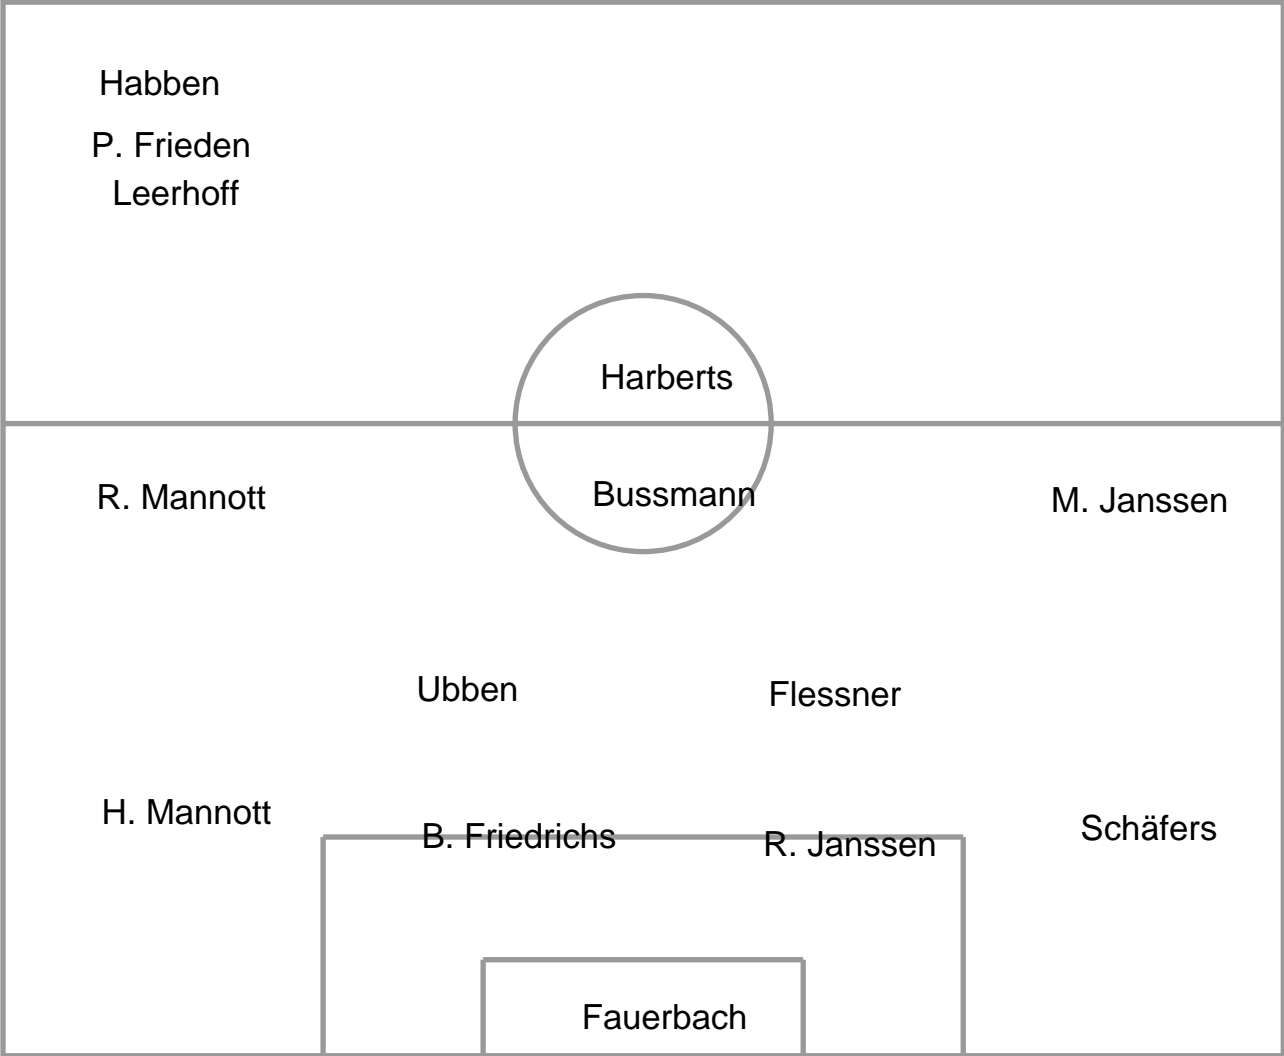 Habben
P. Frieden
Leerhoff
Harberts
R. Mannott
Bussmann
M. Janssen
Ubben
Flessner
H. Mannott
B. Friedrichs
R. Janssen
Schäfers
Fauerbach